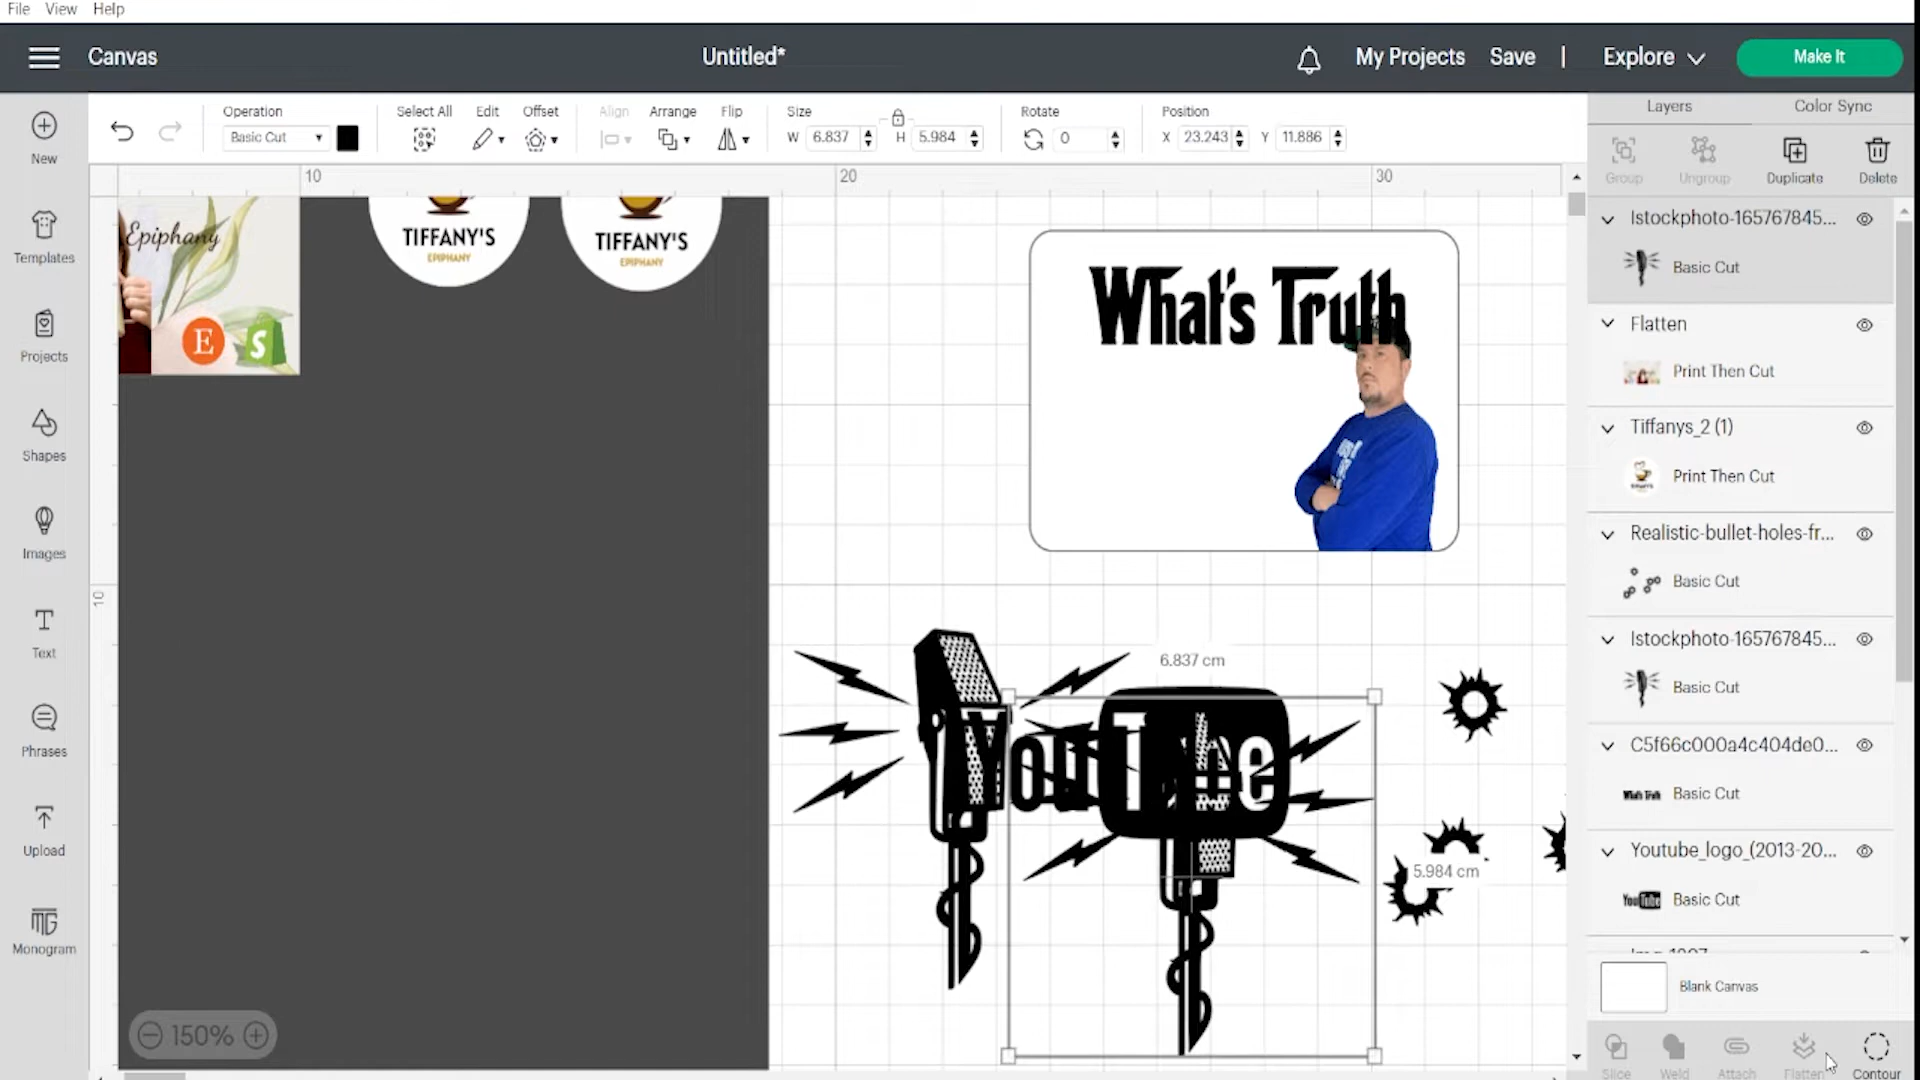 File View Help
Canvas
Untitled*
My Projects Save | Explore
Make It
New
Templates
Projects
Shapes
Images
Text
Phrases
Upload
Monogram
Operation
Basic Cut
Select All
Edit
Offset
Align
Arrange
Flip
Size
W 6.837
H 5.984
Rotate
0
Position
X 23.243
Y 11.886
Layers
Color Sync
Group
Ungroup
Duplicate
Delete
10
20
30
10
Epiphany
E
S
TIFFANY'S
EPIPHANY
TIFFANY'S
EPIPHANY
What's Truth
6.837 cm
YouTube
5.984 cm
150%
Istockphoto-165767845...
Basic Cut
Flatten
Print Then Cut
Tiffanys_2 (1)
Print Then Cut
Realistic-bullet-holes-fr...
Basic Cut
Istockphoto-165767845...
Basic Cut
C5f66c000a4c404de0...
What's Truth
Basic Cut
Youtube_logo_(2013-20...
YouTube
Basic Cut
Blank Canvas
Slice
Weld
Attach
Flatten
Contour